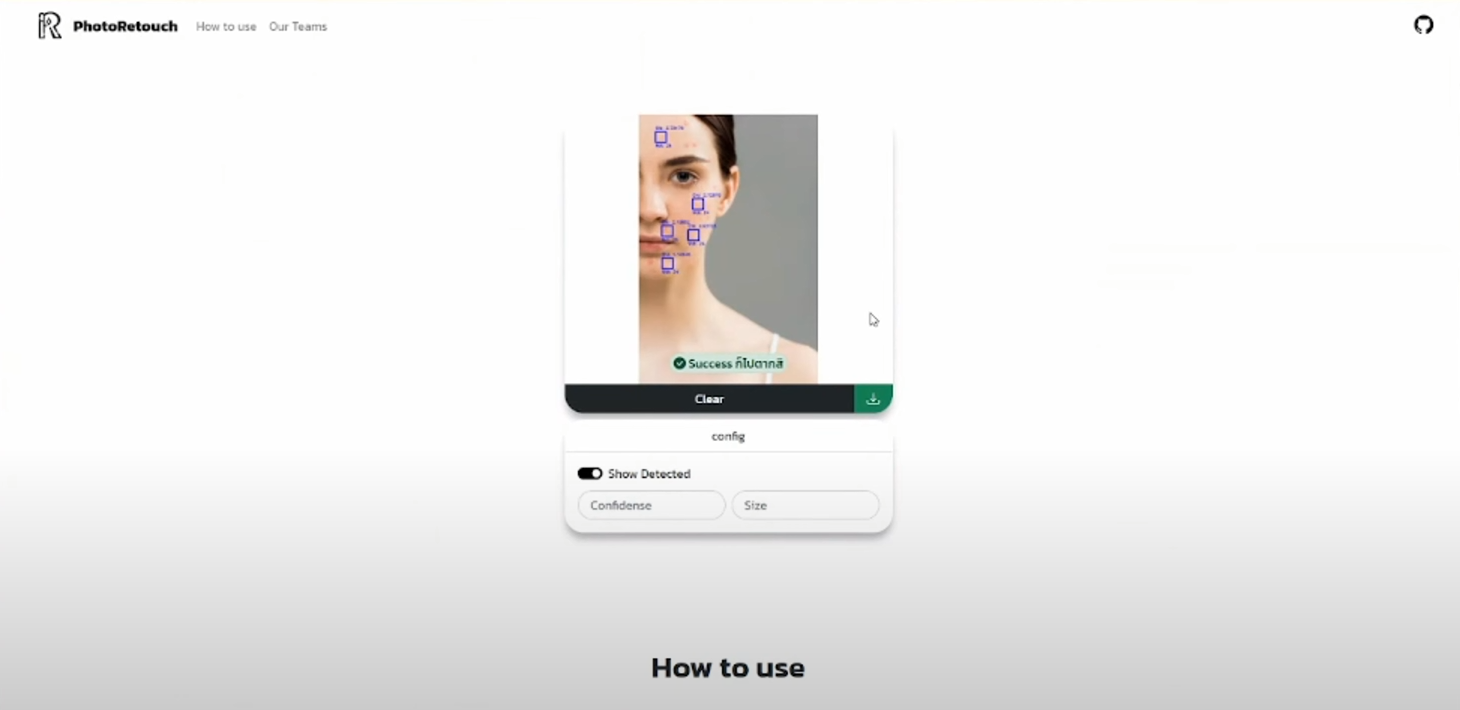 PhotoRetouch How to use Our Teams
Success ก็ไปตากสิ
Clear
config
Show Detected
Confidense Size
How to use